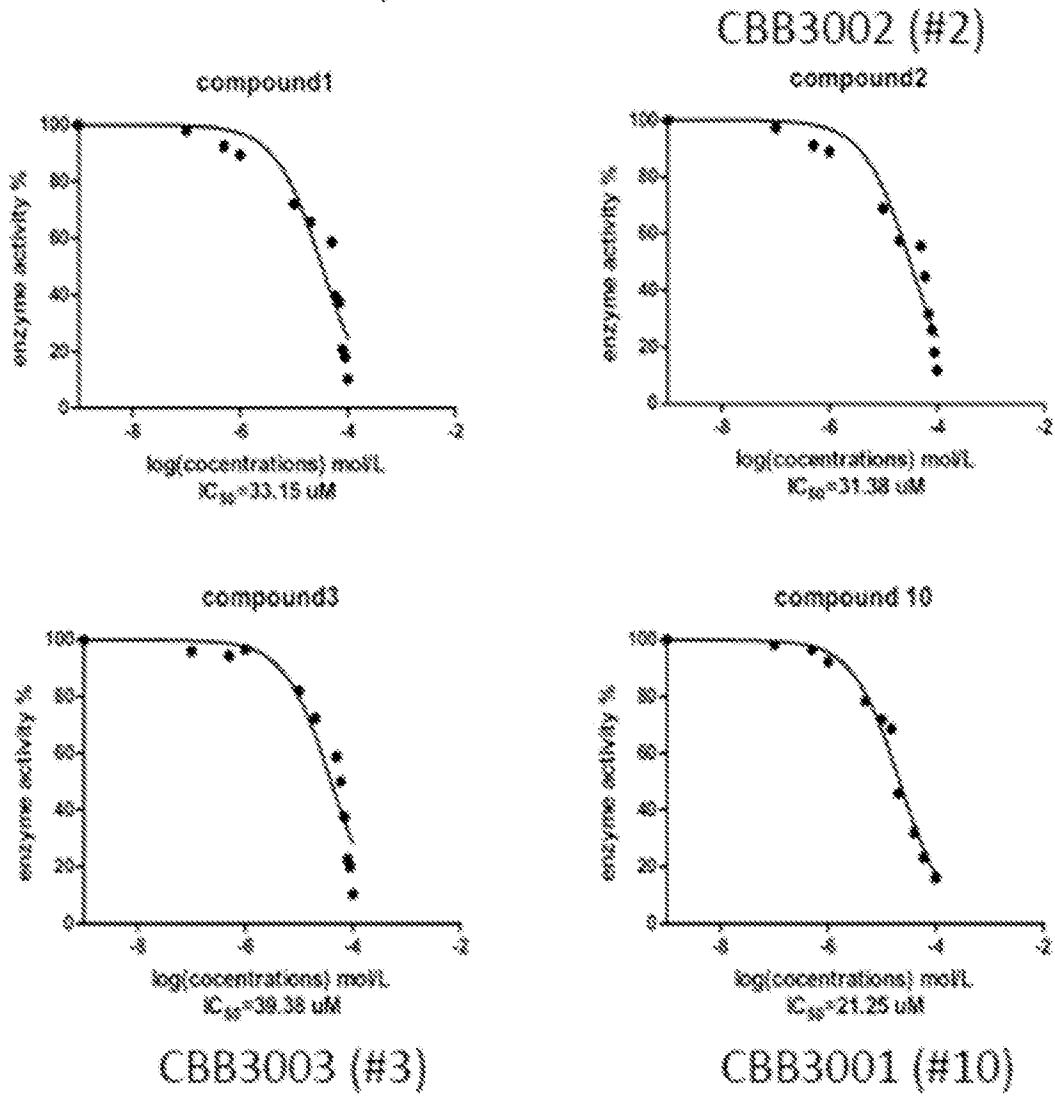 CBB3002 (#2)
compound1
100
80
60
40
20
0
enzyme activity %
-8 -6 -4 -2
log(cocentrations) mol/L
IC₅₀=33.15 uM
compound2
100
80
60
40
20
0
enzyme activity %
-8 -6 -4 -2
log(cocentrations) mol/L
IC₅₀=31.38 uM
compound3
100
80
60
40
20
0
enzyme activity %
-8 -6 -4 -2
log(cocentrations) mol/L
uM
CBB3003 (#3)
compound 10
100
80
60
40
20
0
enzyme activity %
-8 -6 -4 -2
log(cocentrations) mol/L
IC₅₀=21.25 uM
CBB3001 (#10)